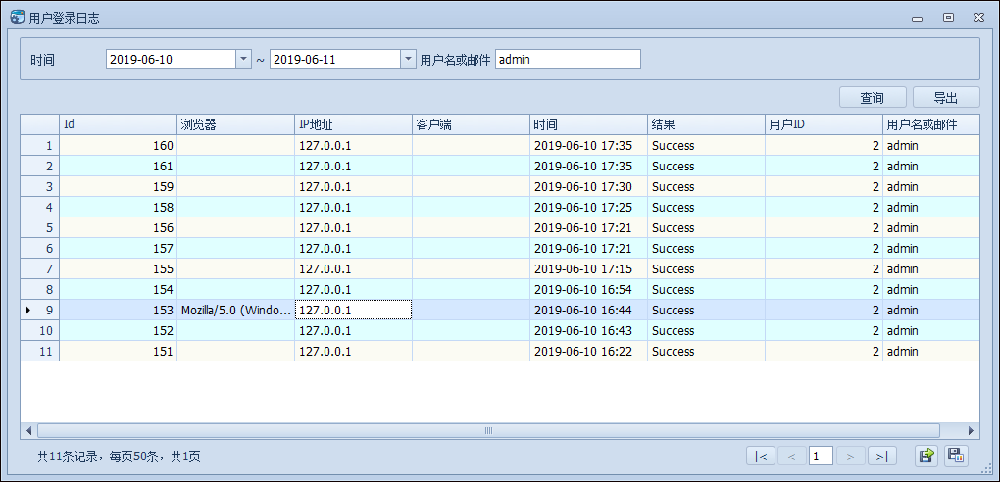 用户登录日志
时间 2019-06-10 ~ 2019-06-11 用户名或邮件 admin
查询 导出
Id 浏览器 IP地址 客户端 时间 结果 用户ID 用户名或邮件
1 160 127.0.0.1 2019-06-10 17:35 Success 2 admin
2 161 127.0.0.1 2019-06-10 17:35 Success 2 admin
3 159 127.0.0.1 2019-06-10 17:30 Success 2 admin
4 158 127.0.0.1 2019-06-10 17:25 Success 2 admin
5 156 127.0.0.1 2019-06-10 17:21 Success 2 admin
6 157 127.0.0.1 2019-06-10 17:21 Success 2 admin
7 155 127.0.0.1 2019-06-10 17:15 Success 2 admin
8 154 127.0.0.1 2019-06-10 16:54 Success 2 admin
9 153 Mozilla/5.0 (Windo... 127.0.0.1 2019-06-10 16:44 Success 2 admin
10 152 127.0.0.1 2019-06-10 16:43 Success 2 admin
11 151 127.0.0.1 2019-06-10 16:22 Success 2 admin
共11条记录，每页50条，共1页 |< < 1 > >|